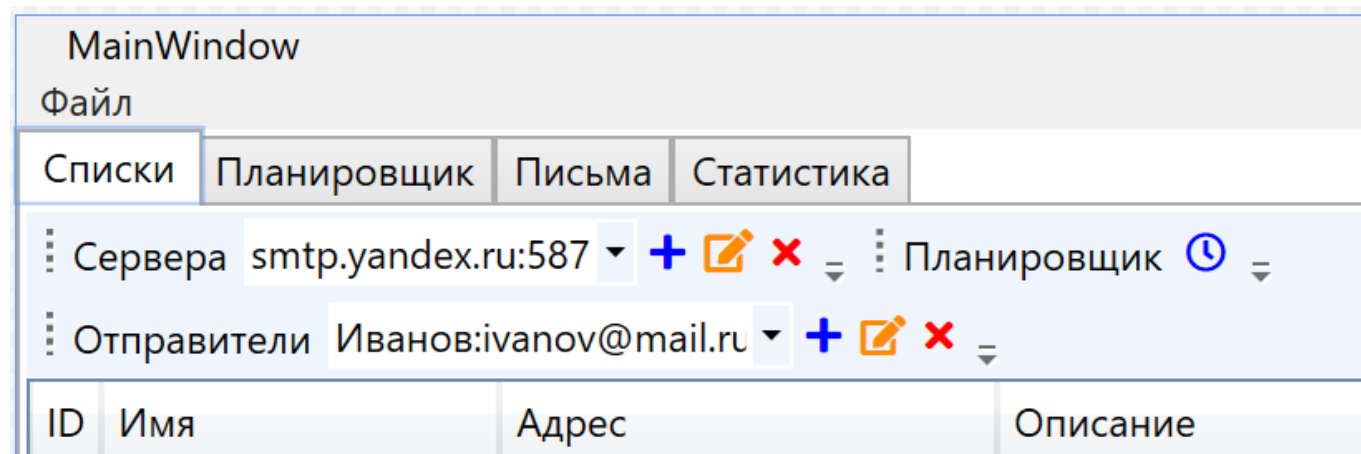 MainWindow
Файл
Списки Планировщик Письма Статистика
Сервера smtp.yandex.ru:587 Планировщик
Отправители Иванов:ivanov@mail.ru
ID Имя Адрес Описание